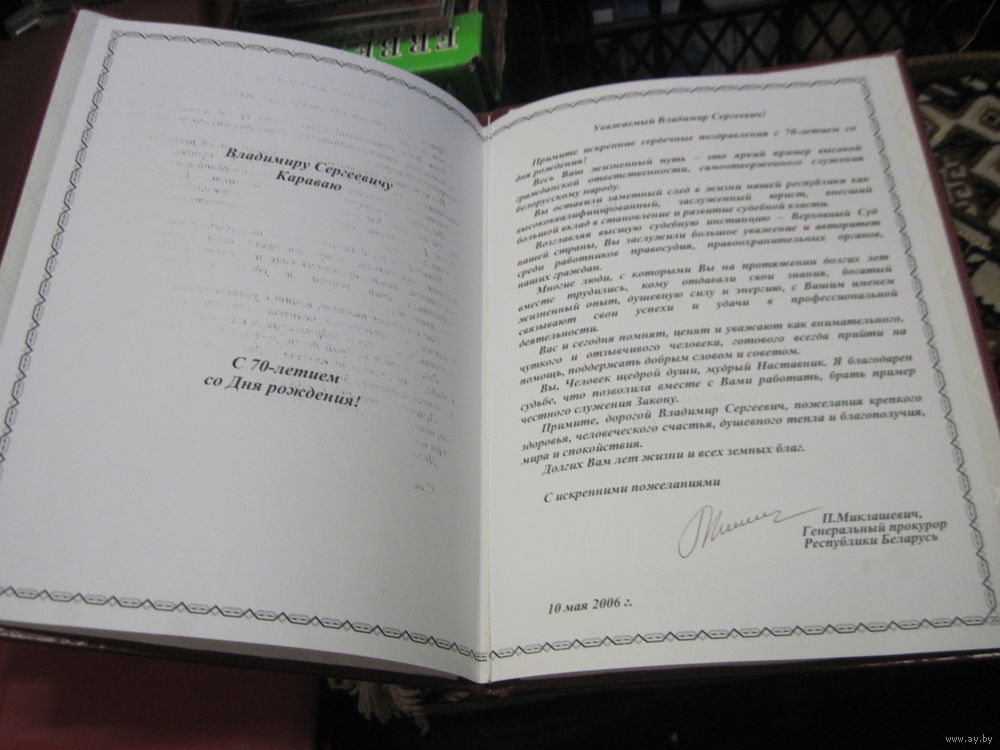 Владимиру Сергеевичу
Караваю
С 70-летием
со Дня рождения!
Уважаемый Владимир Сергеевич!
Примите искренние сердечные поздравления с 70-летием со
дня рождения!
Весь Ваш жизненный путь – это яркий пример высокой
гражданской ответственности, самоотверженного служения
белорусскому народу.
Вы оставили заметный след в жизни нашей республики как
высококвалифицированный, заслуженный юрист, внесший
большой вклад в становление и развитие судебной власти.
Возглавляя высшую судебную инстанцию – Верховный Суд
нашей страны, Вы заслужили большое уважение и авторитет
среди работников правосудия, правоохранительных органов,
наших граждан.
Многие люди, с которыми Вы на протяжении долгих лет
вместе трудились, кому отдавали свои знания, богатый
жизненный опыт, душевную силу и энергию, с Вашим именем
связывают свои успехи и удачи в профессиональной
деятельности.
Вас и сегодня помнят, ценят и уважают как внимательного,
чуткого и отзывчивого человека, готового всегда прийти на
помощь, поддержать добрым словом и советом.
Вы, Человек щедрой души, мудрый Наставник. Я благодарен
судьбе, что позволила вместе с Вами работать, брать пример
честного служения Закону.
Примите, дорогой Владимир Сергеевич, пожелания крепкого
здоровья, человеческого счастья, душевного тепла и благополучия,
мира и спокойствия.
Долгих Вам лет жизни и всех земных благ.
С искренними пожеланиями
П.Миклашевич,
Генеральный прокурор
Республики Беларусь
10 мая 2006 г.
www.ay.by